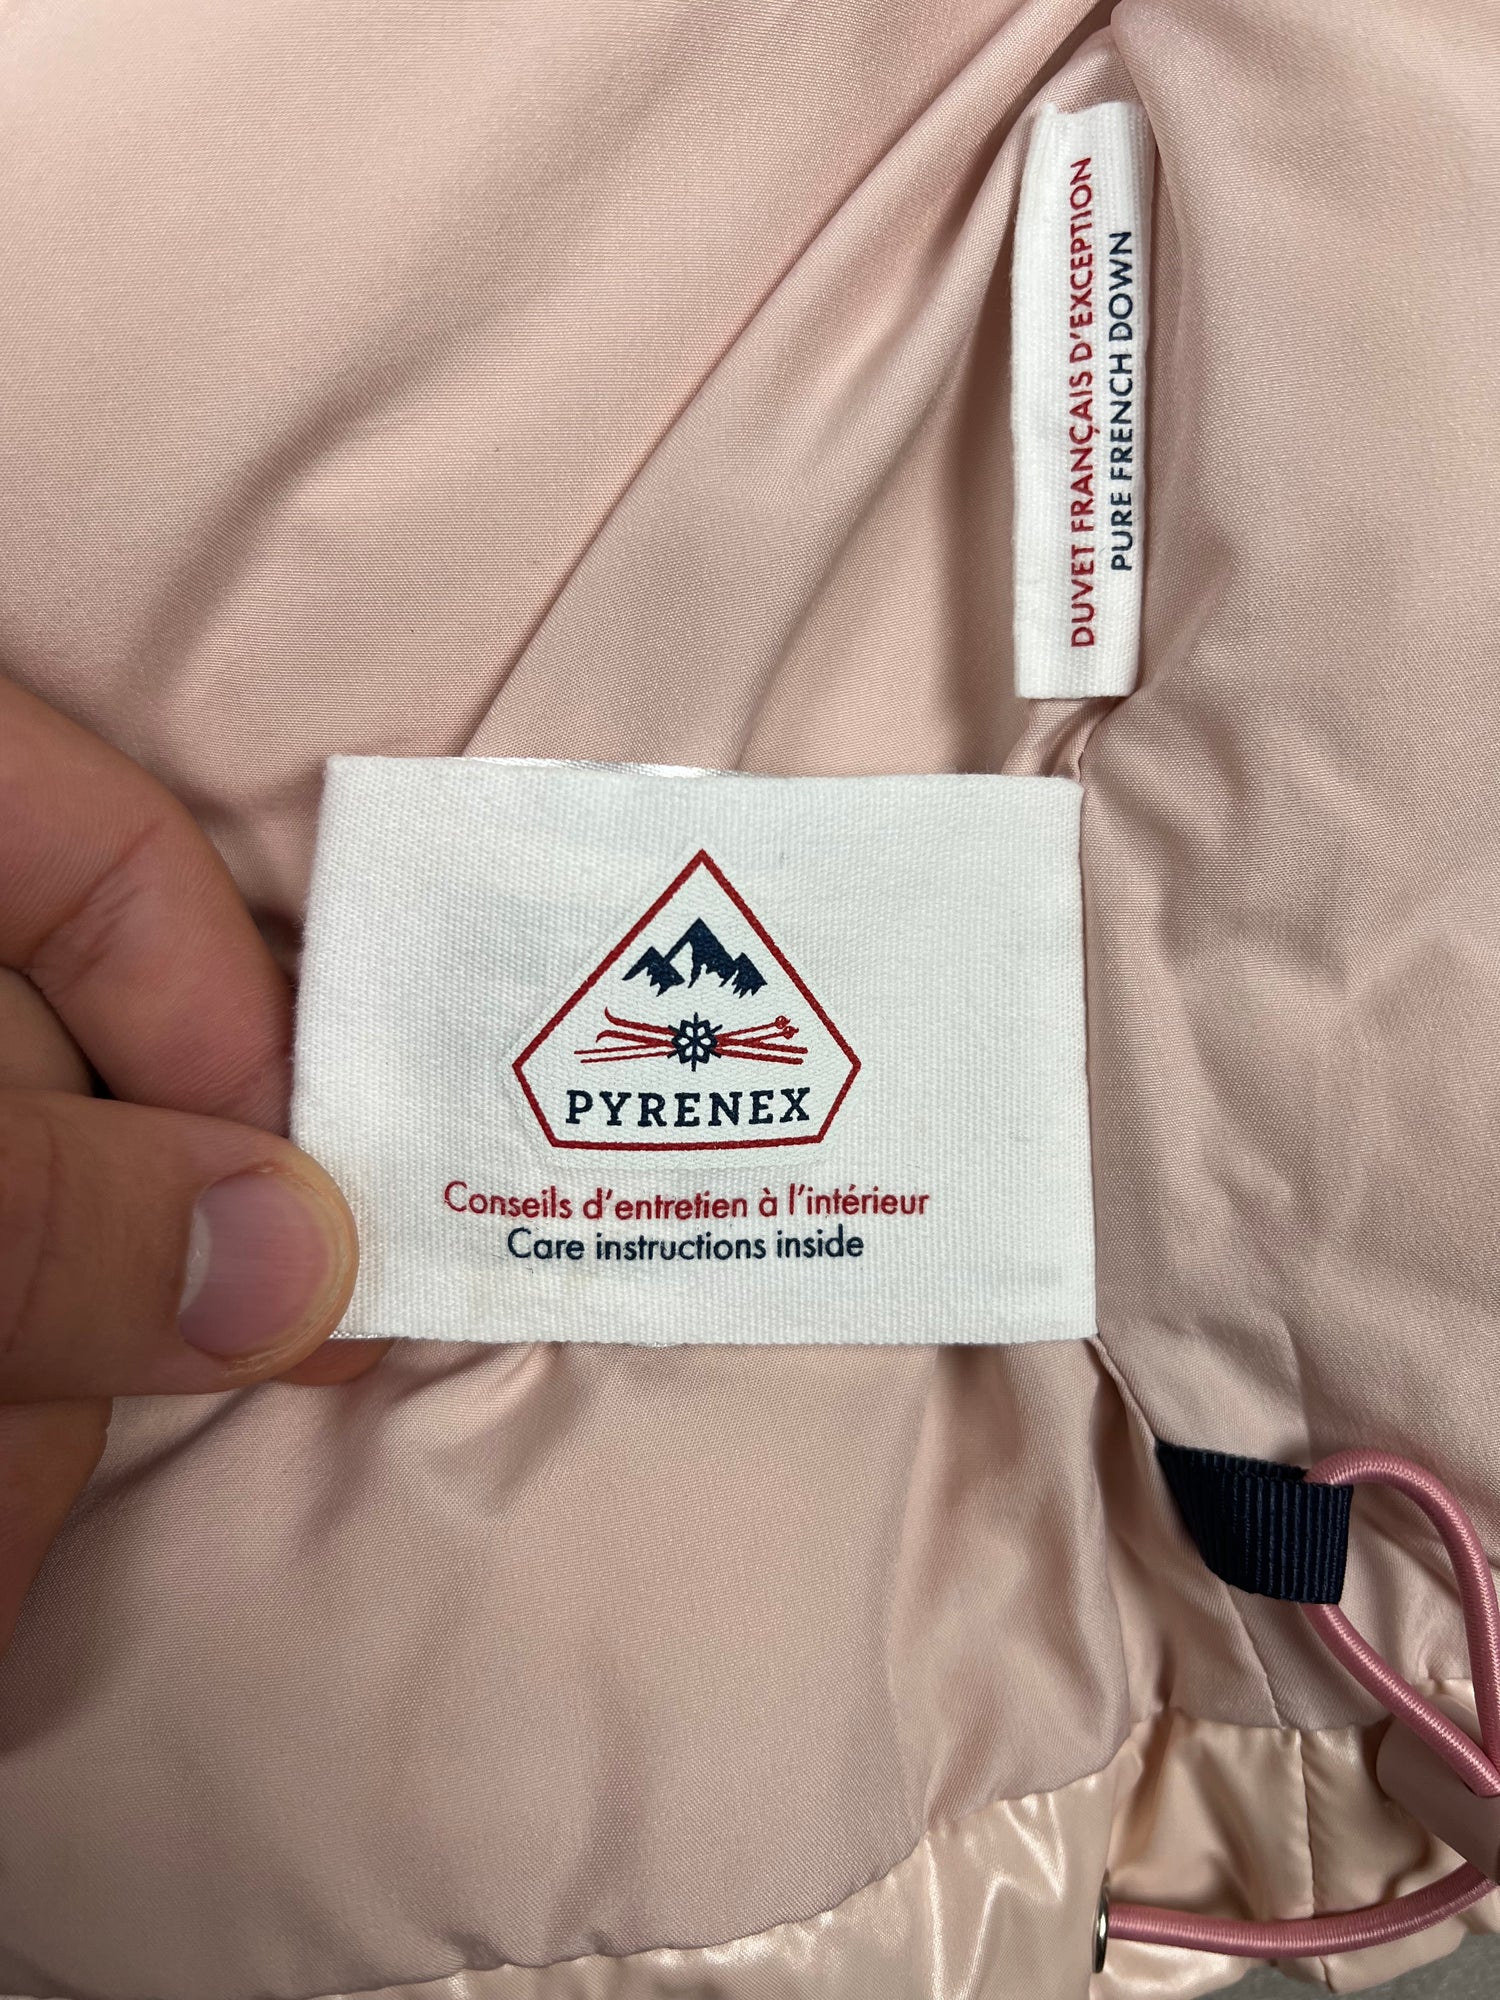 DUVET FRANÇAIS D'EXCEPTION
PURE FRENCH DOWN
PYRENEX
Conseils d'entretien à l'intérieur
Care instructions inside